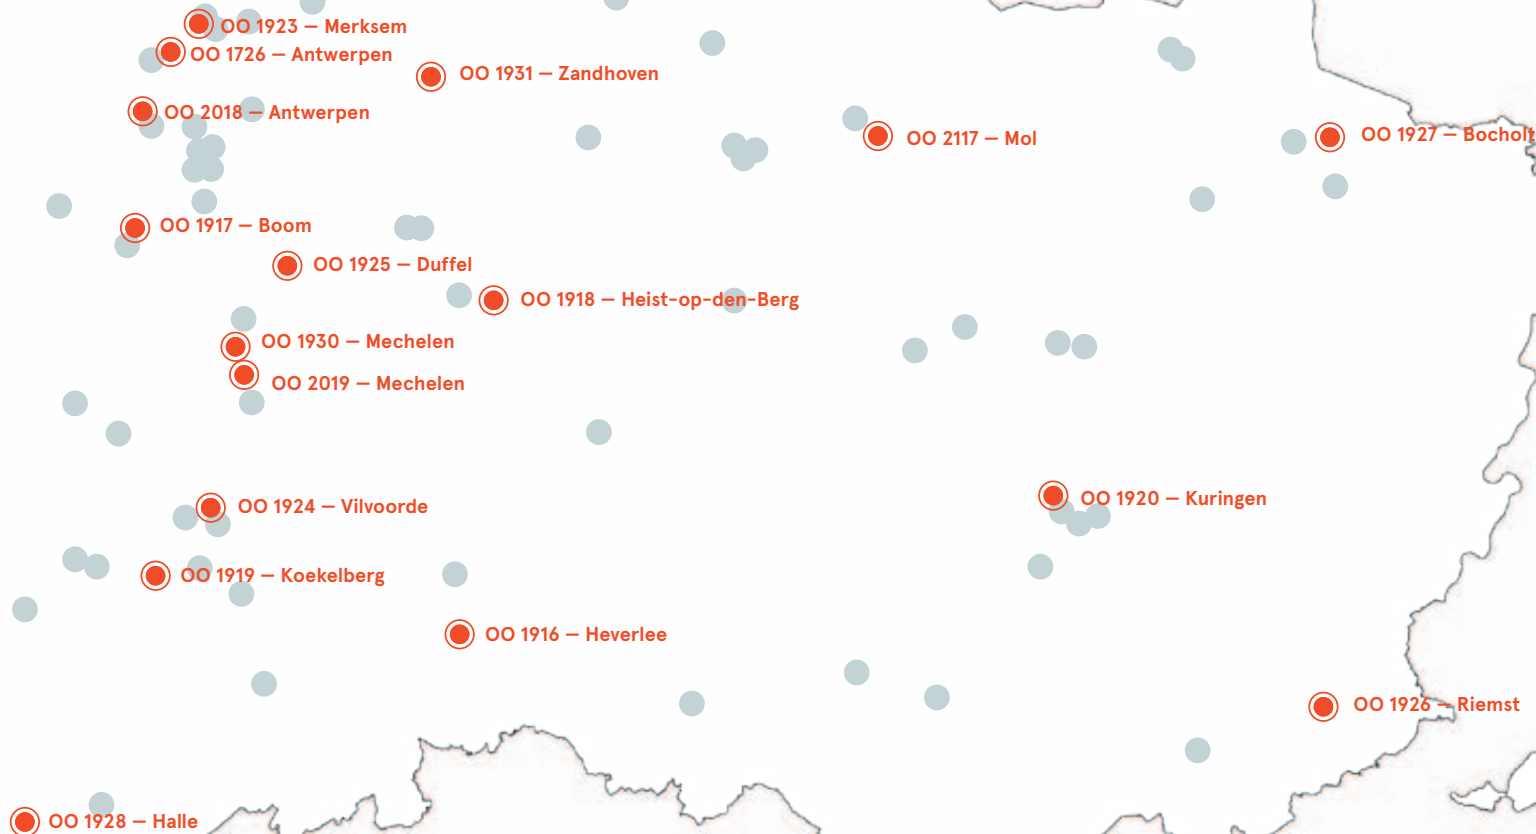 OO 1923 — Merksem
OO 1726 — Antwerpen
OO 1931 — Zandhoven
OO 2018 — Antwerpen
OO 2117 — Mol
OO 1927 — Bocholt
OO 1917 — Boom
OO 1925 — Duffel
OO 1918 — Heist-op-den-Berg
OO 1930 — Mechelen
OO 2019 — Mechelen
OO 1920 — Kuringen
OO 1924 — Vilvoorde
OO 1919 — Koekelberg
OO 1916 — Heverlee
OO 1926 — Riemst
OO 1928 — Halle